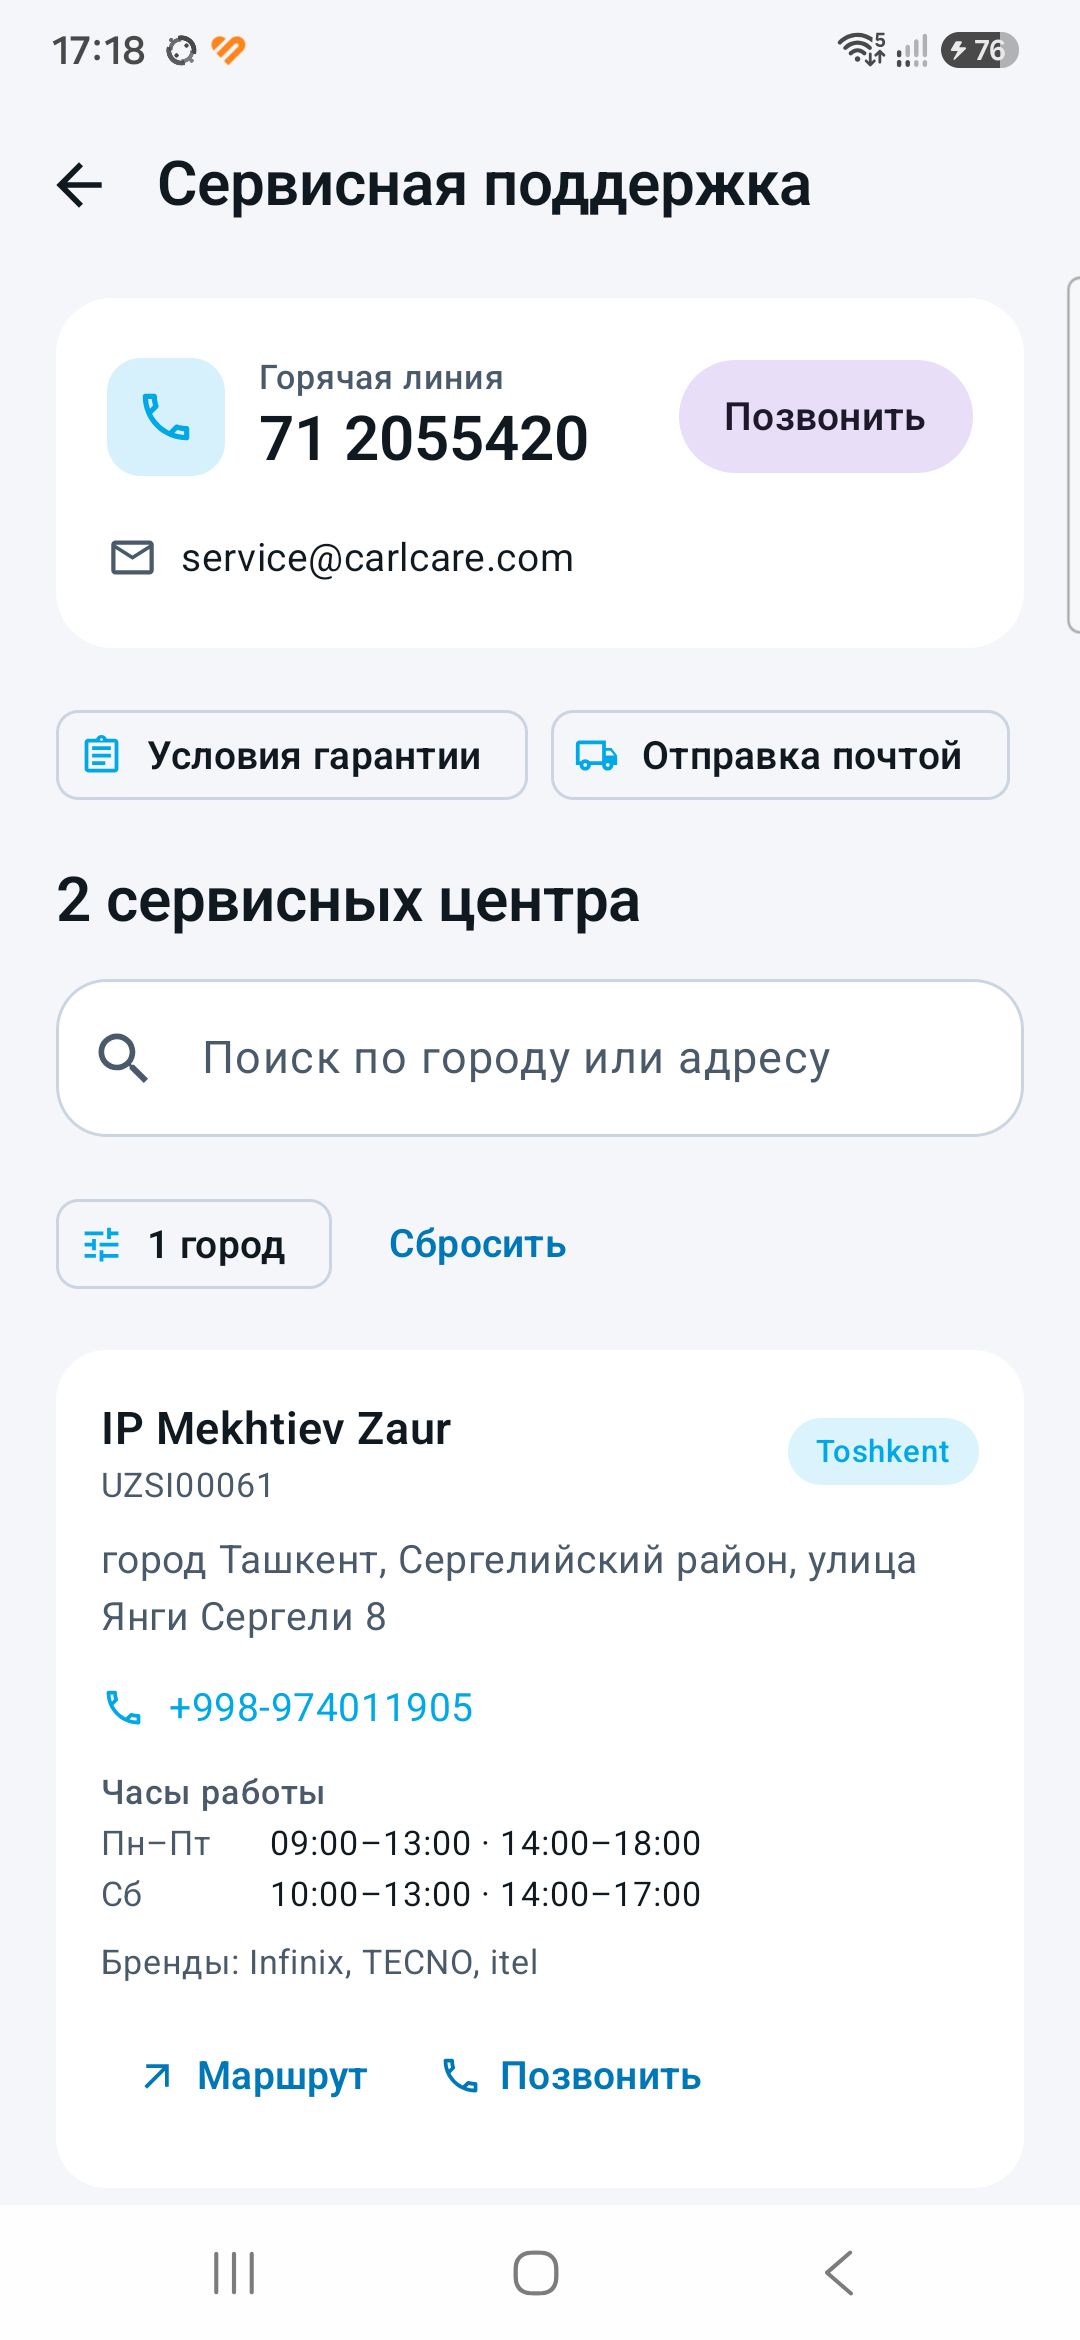 17:18
5
76
Сервисная поддержка
Горячая линия
71 2055420
Позвонить
service@carlcare.com
Условия гарантии
Отправка почтой
2 сервисных центра
Поиск по городу или адресу
1 город
Сбросить
IP Mekhtiev Zaur
Toshkent
UZSI00061
город Ташкент, Сергелийский район, улица
Янги Сергели 8
+998-974011905
Часы работы
Пн–Пт 09:00–13:00 · 14:00–18:00
Сб 10:00–13:00 · 14:00–17:00
Бренды: Infinix, TECNO, itel
Маршрут
Позвонить